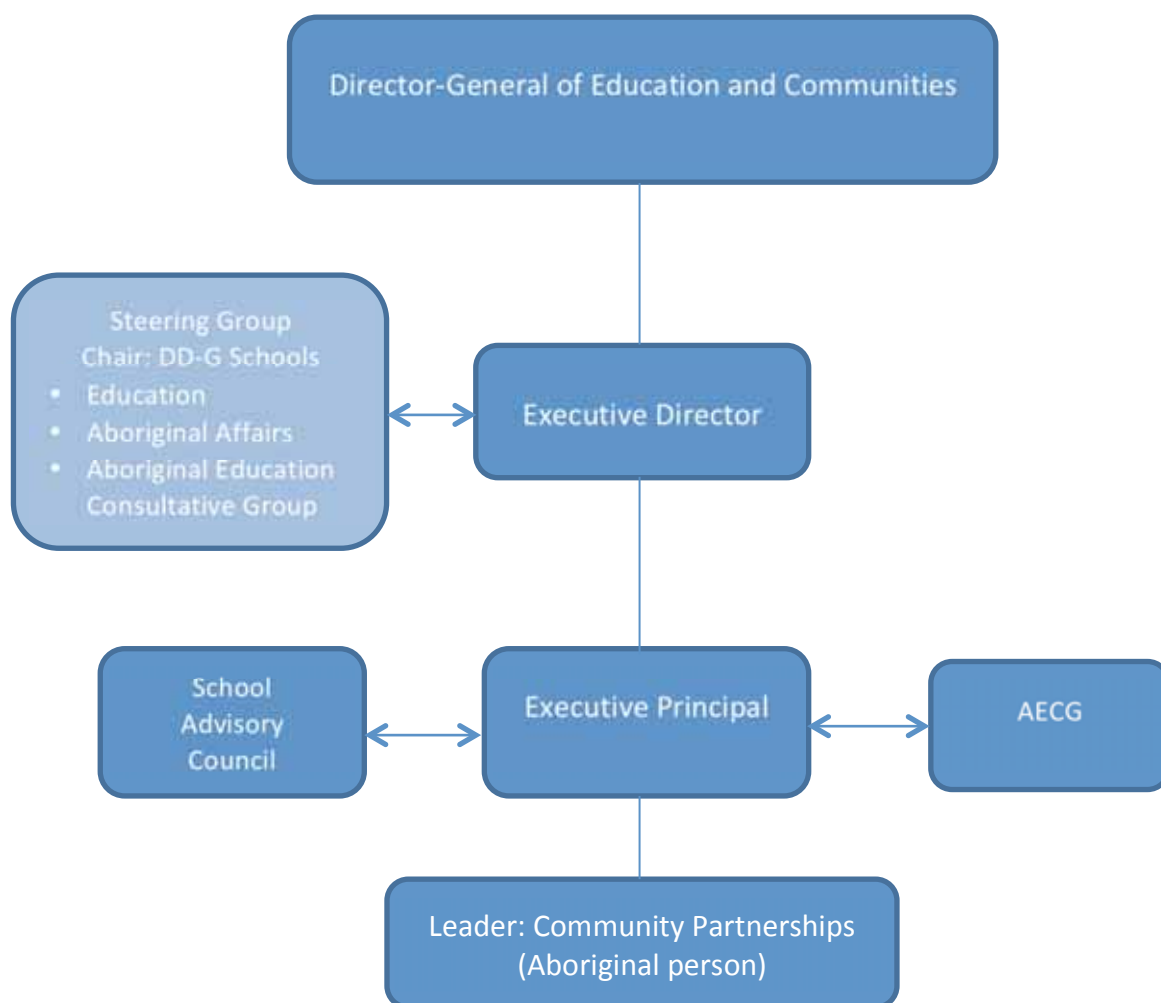 Director-General of Education and Communities
Steering Group
Chair: DD-G Schools
• Education
• Aboriginal Affairs
• Aboriginal Education
Consultative Group
Executive Director
School
Advisory
Council
Executive Principal
AECG
Leader: Community Partnerships
(Aboriginal person)